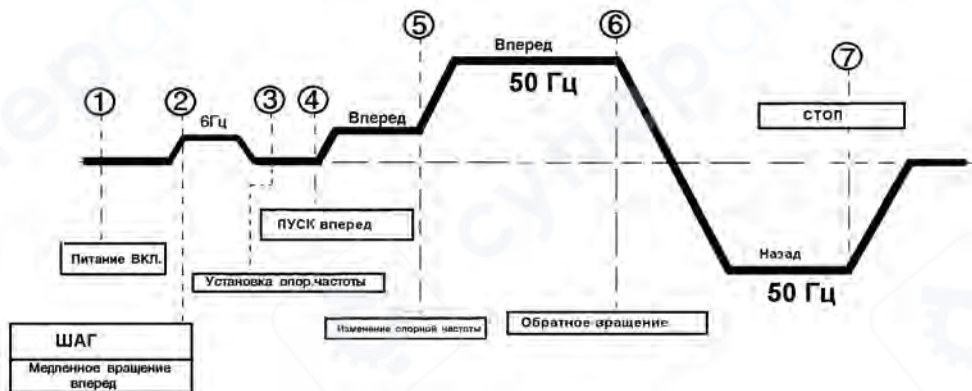 ⑤
Вперед
⑥
50 Гц
⑦
①
②
6Гц
③
④
Вперед
СТОП
ПУСК вперед
Питание ВКЛ.
Установка опор.частоты
Назад
50 Гц
Изменение опорной частоты
Обратное вращение
ШАГ
Медленное вращение
вперед